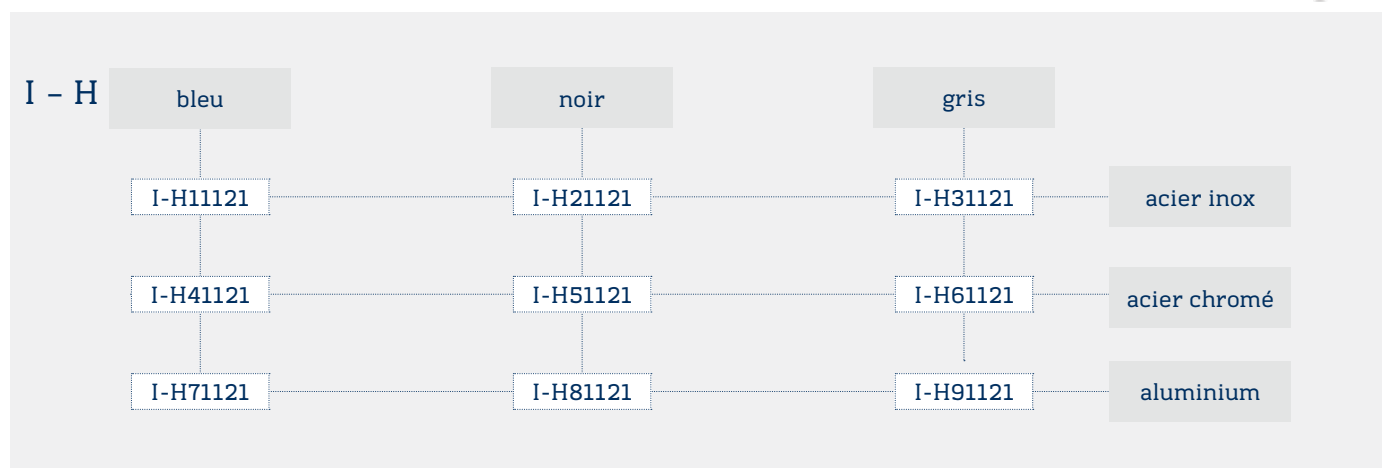 I – H bleu noir gris
I-H11121 I-H21121 I-H31121 acier inox
I-H41121 I-H51121 I-H61121 acier chromé
I-H71121 I-H81121 I-H91121 aluminium